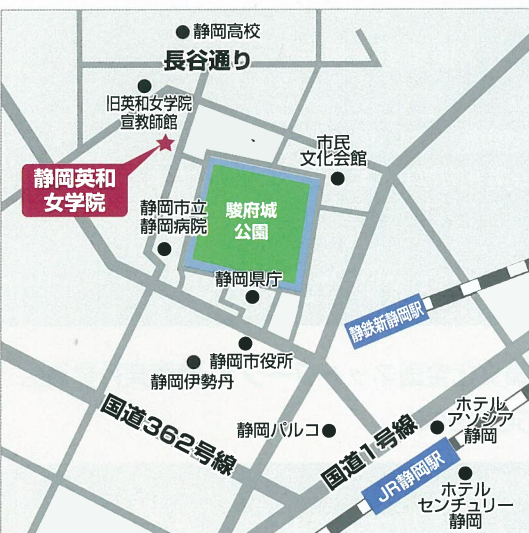 静岡高校
長谷通り
旧英和女学院
宣教師館
市民
文化会館
静岡英和
女学院
静岡市立
静岡病院
駿府城
公園
静岡県庁
静鉄新静岡駅
静岡市役所
静岡伊勢丹
国道362号線
静岡パルコ
国道1号線
ホテル
アソシア
静岡
JR静岡駅
ホテル
センチュリー
静岡